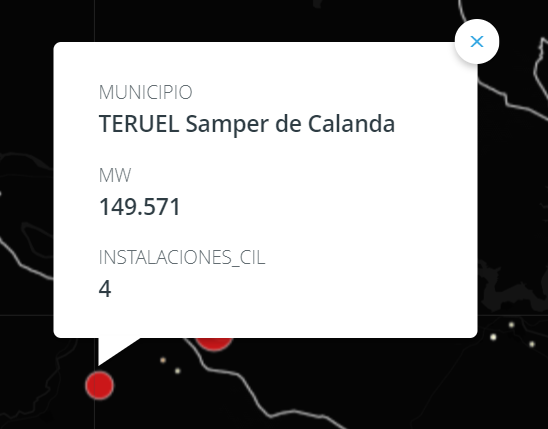 MUNICIPIO
TERUEL Samper de Calanda
MW
149.571
INSTALACIONES_CIL
4